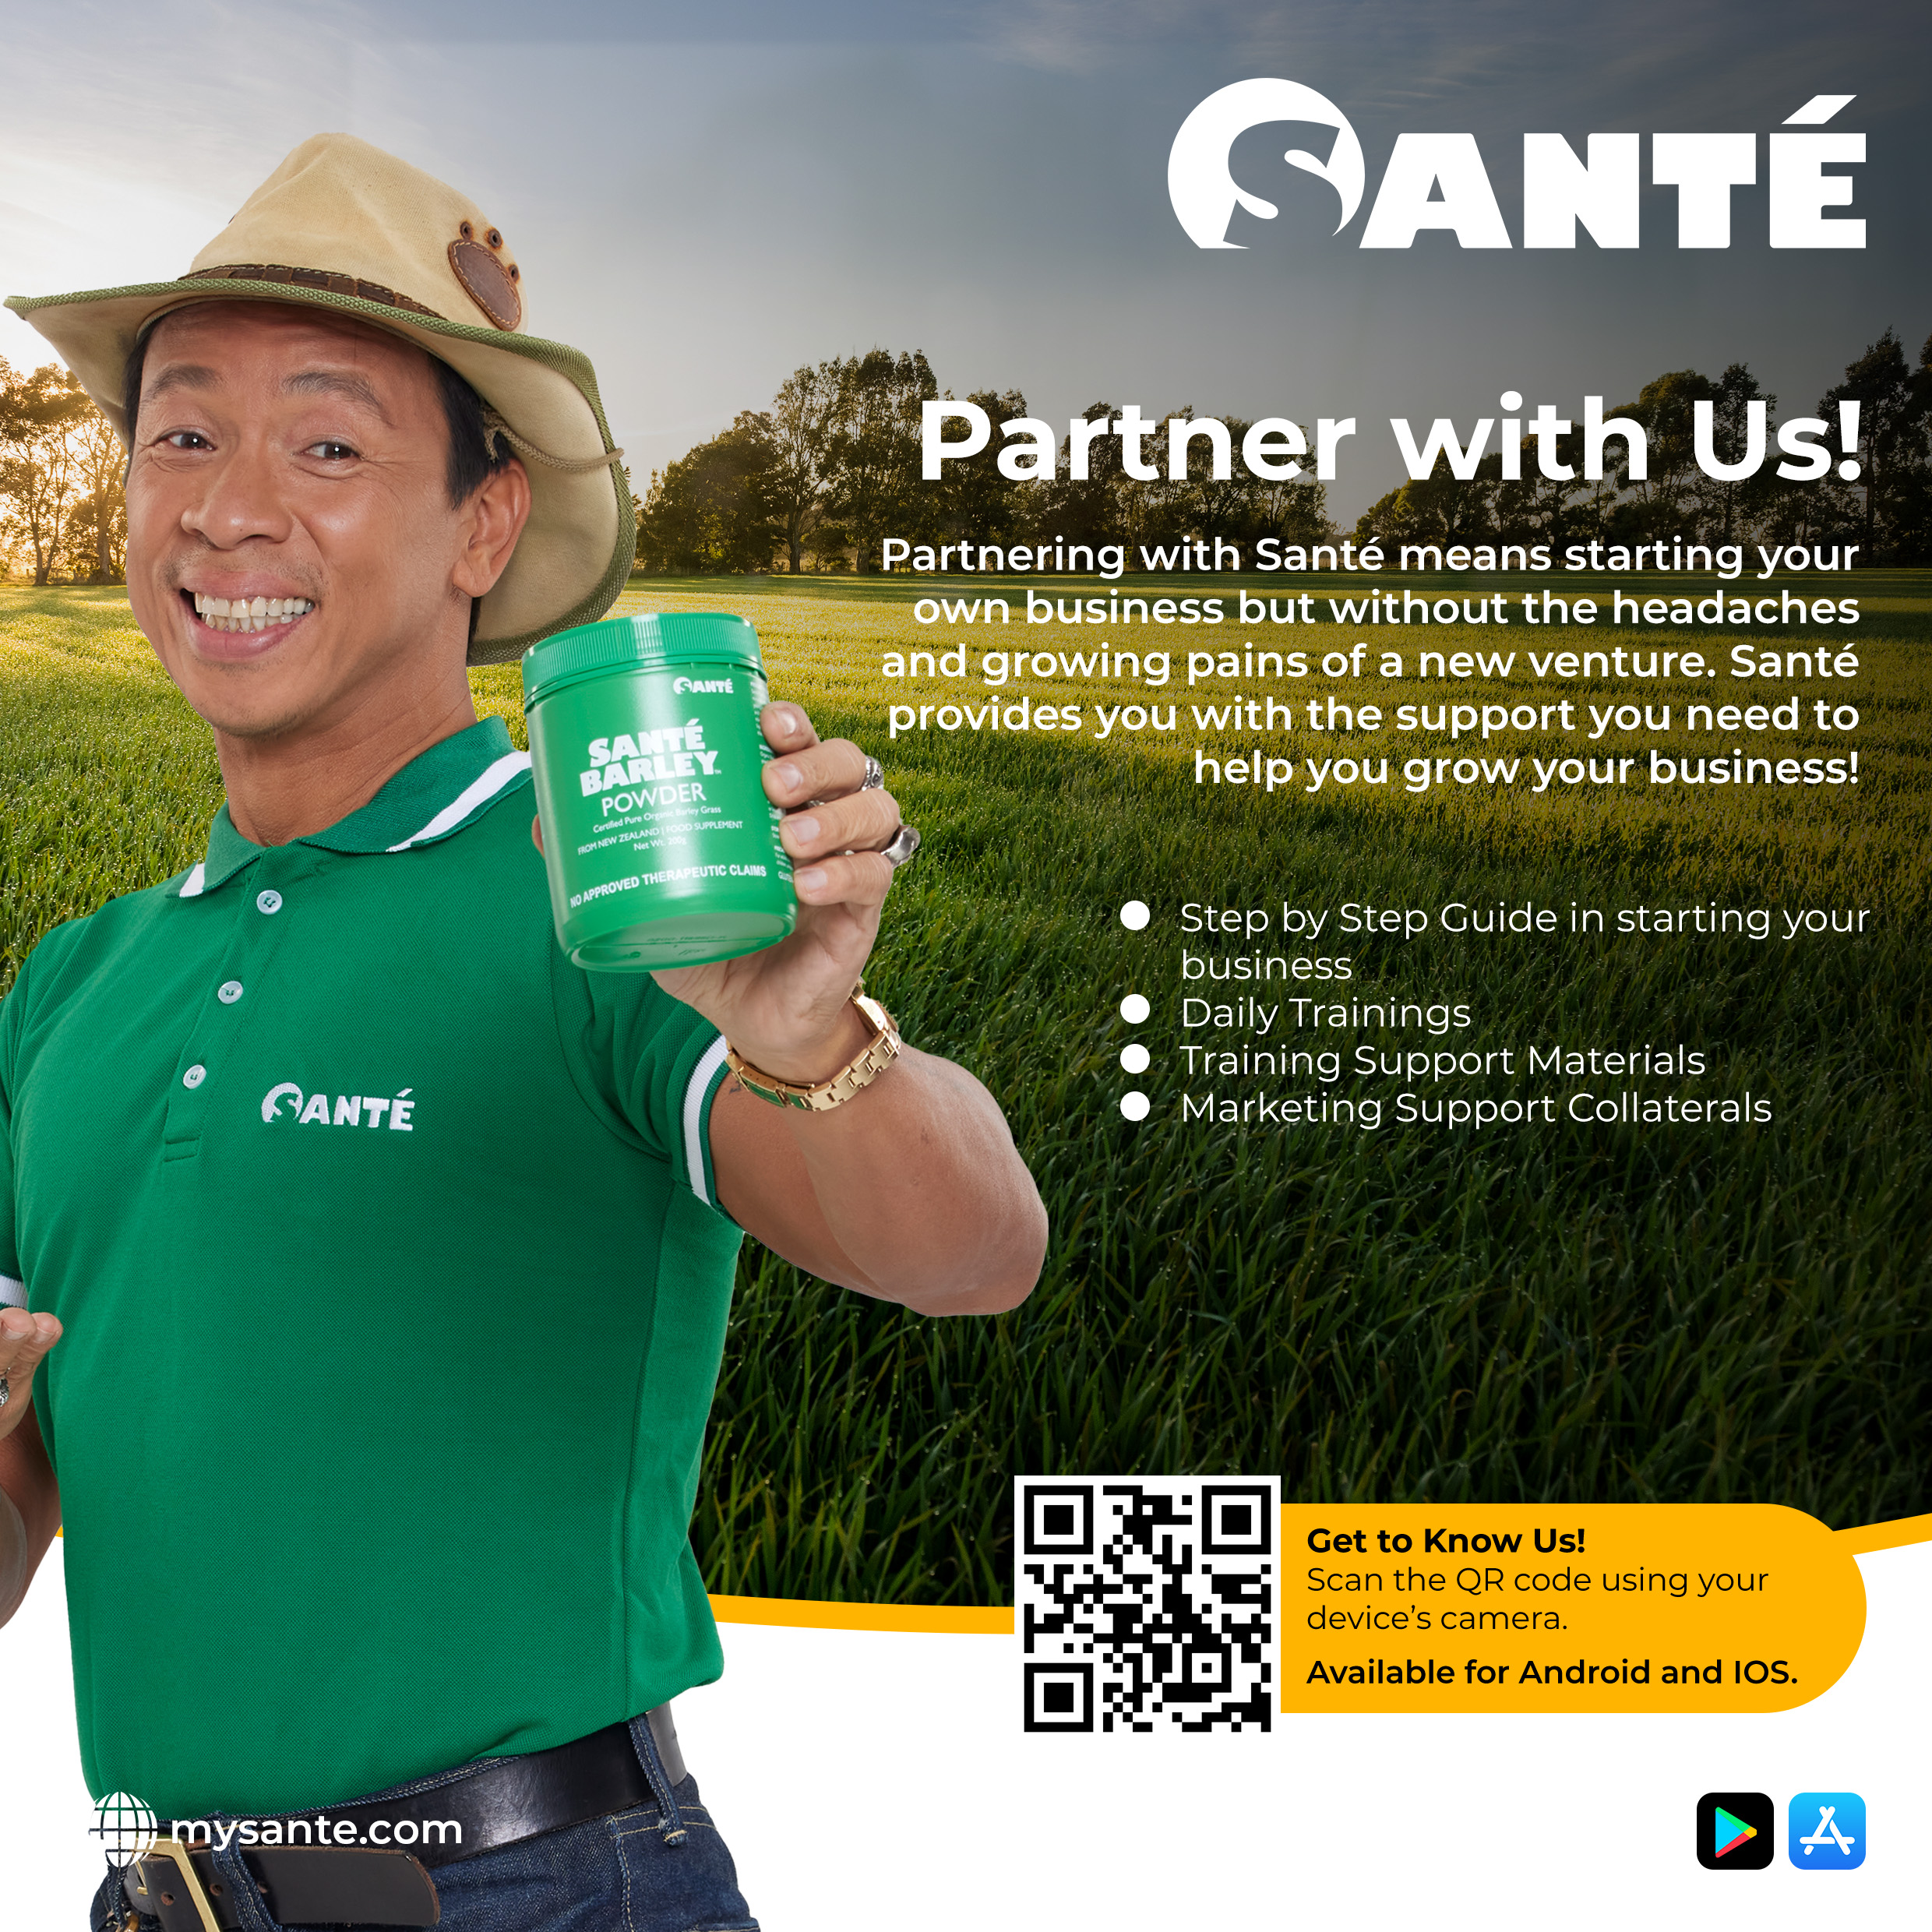 SANTÉ
Partner with Us!
Partnering with Santé means starting your
own business but without the headaches
and growing pains of a new venture. Santé
provides you with the support you need to
help you grow your business!
SANTÉ
SANTÉ
BARLEY™
POWDER
Certified Pure Organic Barley Grass
FROM NEW ZEALAND | FOOD SUPPLEMENT
Net Wt. 200g
NO APPROVED THERAPEUTIC CLAIMS
● Step by Step Guide in starting your
business
● Daily Trainings
● Training Support Materials
● Marketing Support Collaterals
SANTÉ
Get to Know Us!
Scan the QR code using your
device’s camera.
Available for Android and IOS.
mysante.com